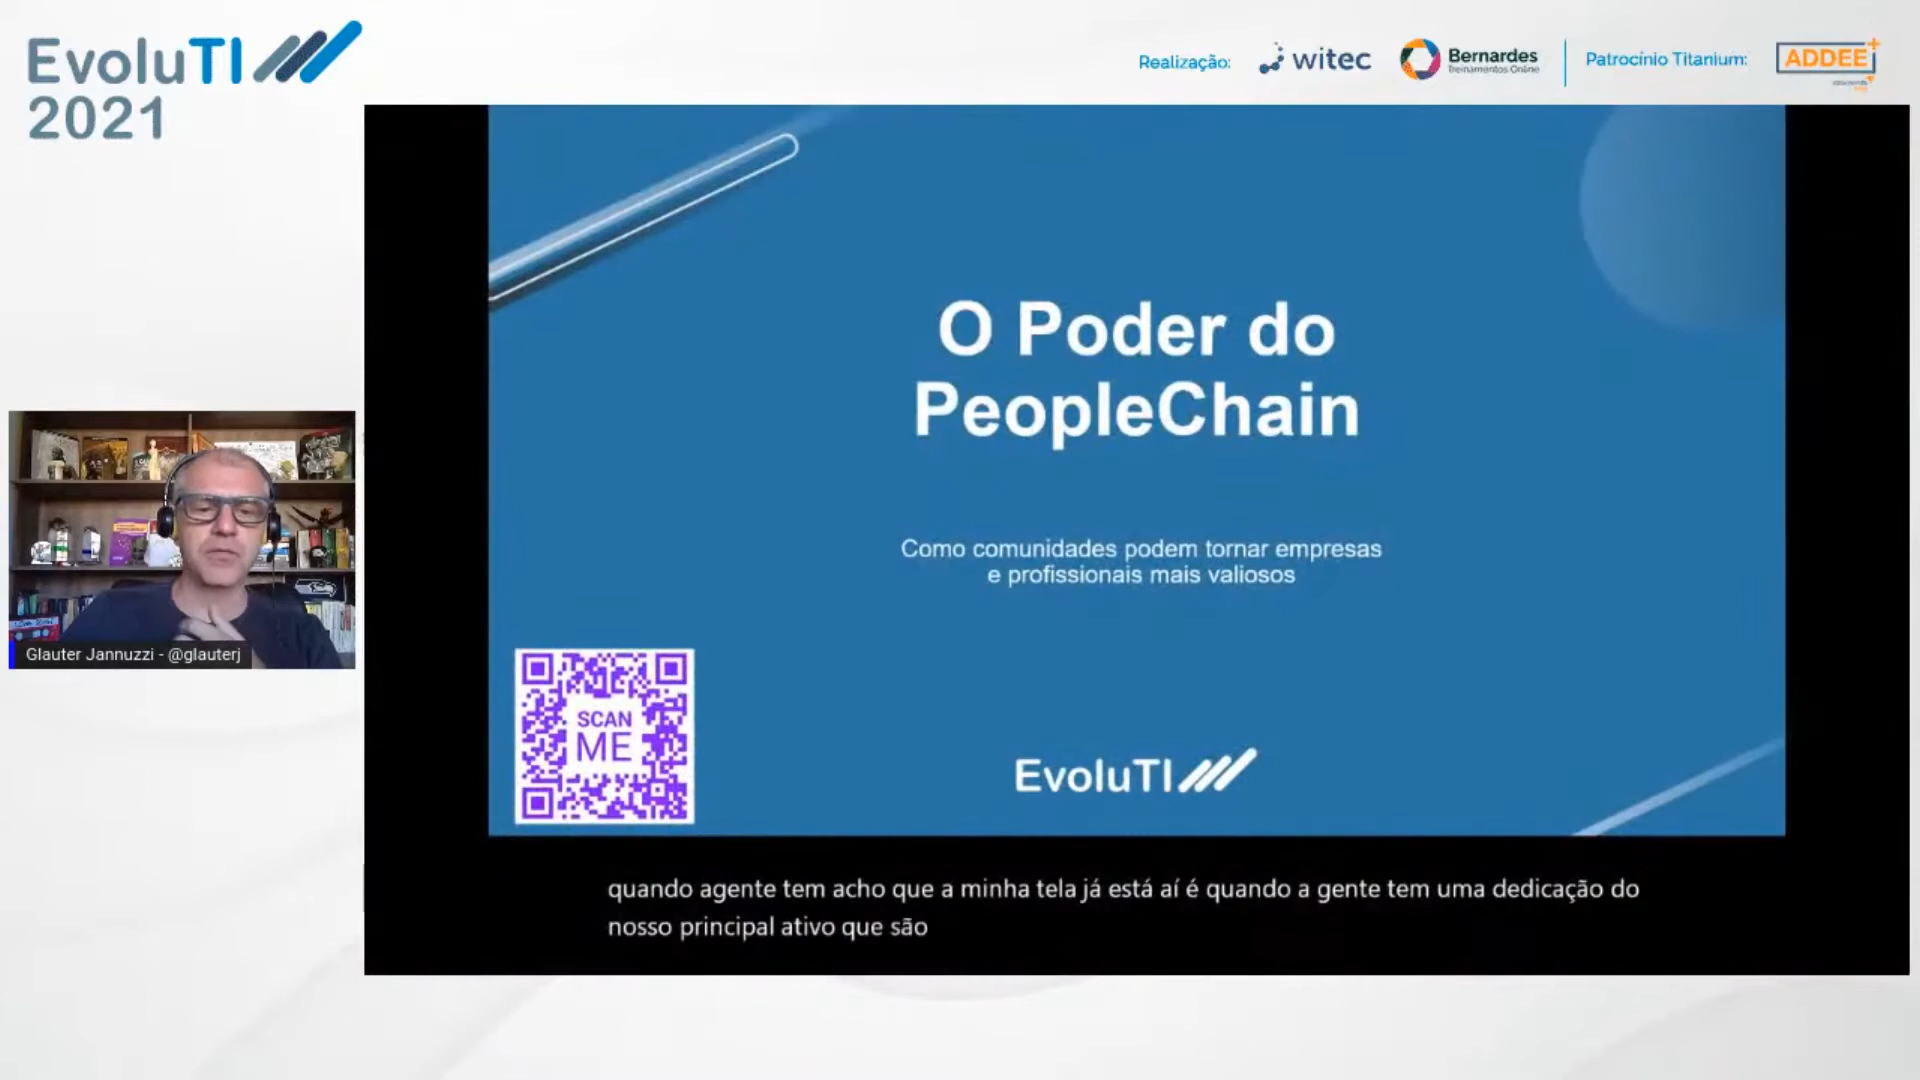 EvoluTI
2021
Realização:
witec
Bernardes
Treinamentos Online
Patrocínio Titanium:
ADDEE
O Poder do
PeopleChain
Como comunidades podem tornar empresas
e profissionais mais valiosos
SCAN
ME
EvoluTI
Glauter Jannuzzi - @glauterj
quando agente tem acho que a minha tela já está aí é quando a gente tem uma dedicação do
nosso principal ativo que são